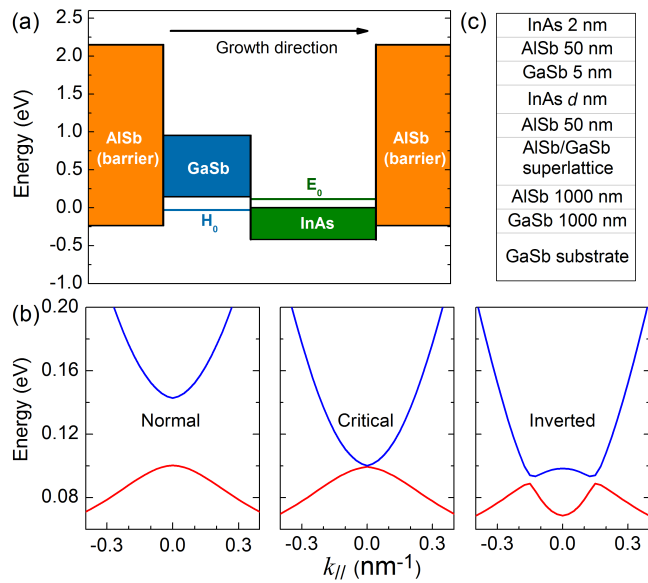 (a)
Growth direction
Energy (eV)
2.5
2.0
1.5
1.0
0.5
0.0
-0.5
-1.0
AlSb
(barrier)
GaSb
H0
E0
InAs
AlSb
(barrier)
(c)
InAs 2 nm
AlSb 50 nm
GaSb 5 nm
InAs d nm
AlSb 50 nm
AlSb/GaSb
superlattice
AlSb 1000 nm
GaSb 1000 nm
GaSb substrate
(b)
Energy (eV)
0.20
0.16
0.12
0.08
Normal
Critical
Inverted
-0.3 0.0 0.3
-0.3 0.0 0.3
-0.3 0.0 0.3
k// (nm-1)